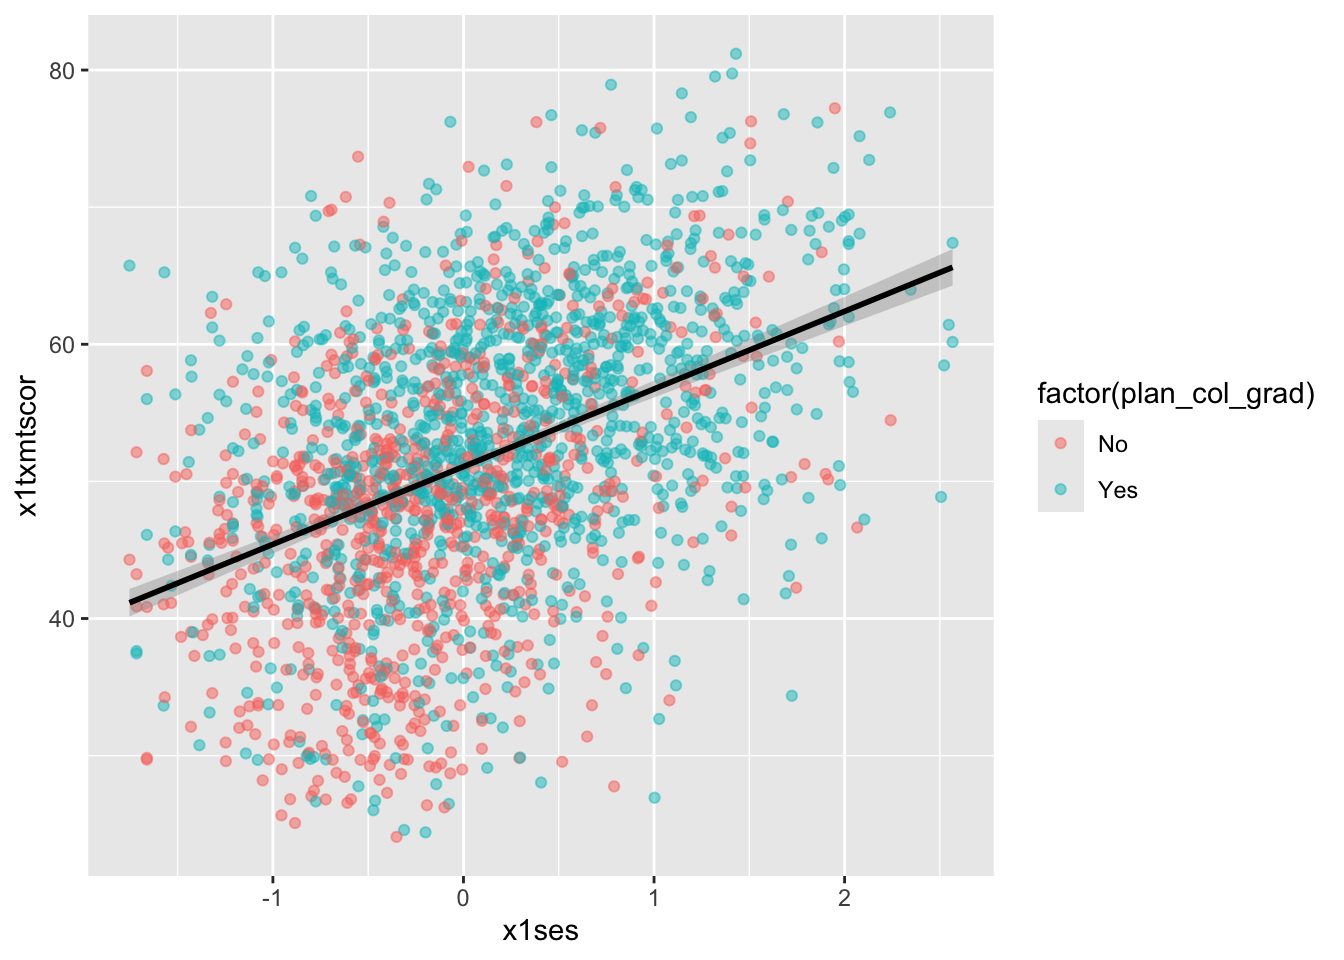 x1txmtscor
80
60
40
-1
0
1
2
x1ses
factor(plan_col_grad)
No
Yes